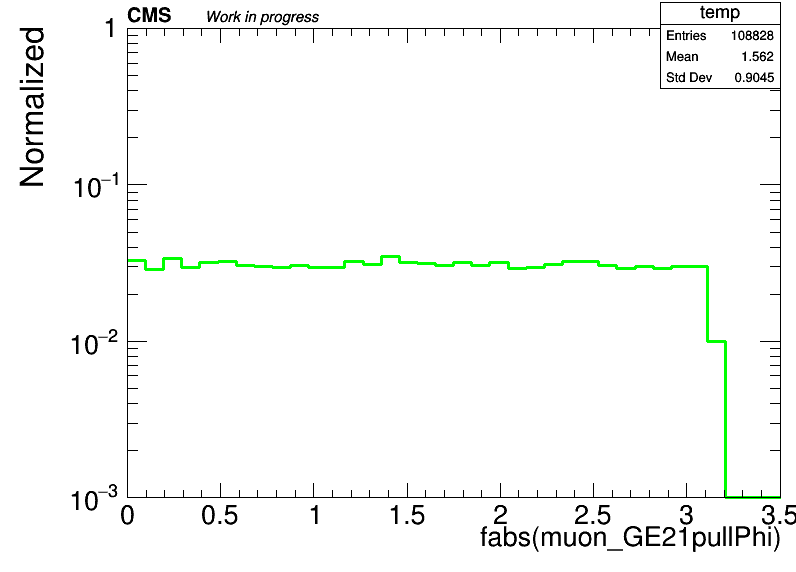 CMS Work in progress
temp
Entries 108828
Mean 1.562
Std Dev 0.9045
Normalized
1
10⁻¹
10⁻²
10⁻³
0 0.5 1 1.5 2 2.5 3 3.5
fabs(muon_GE21pullPhi)